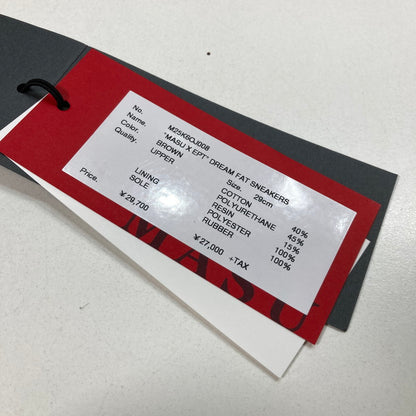 No. M25KBQJ008
Name. "MASU X EPT" DREAM FAT SNEAKERS
Color. BROWN Size. 29cm
Quality. UPPER COTTON 40%
POLYURETHANE 45%
RESIN 15%
LINING POLYESTER 100%
SOLE RUBBER 100%
Price. ¥29,700 ¥27,000 +TAX
MASU